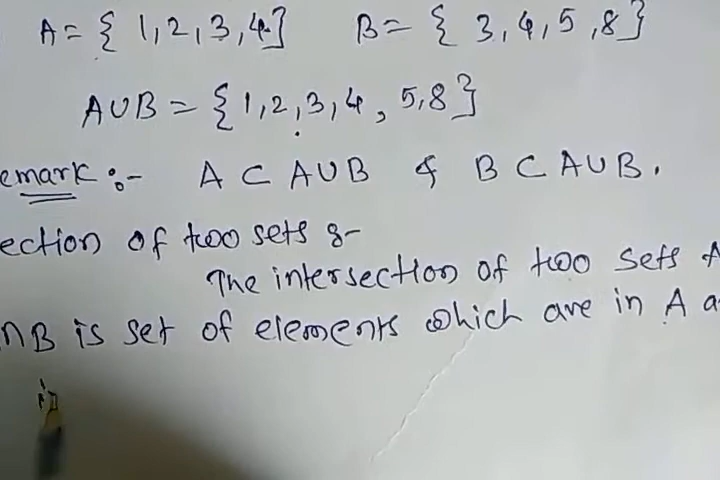 A = { 1,2,3,4} B = { 3,4,5,8}
A∪B = {1,2,3,4, 5,8}
emark :- A ⊂ A∪B & B ⊂ A∪B.
ection of two sets :-
The intersection of two sets A
∩B is set of elements which are in A a
in